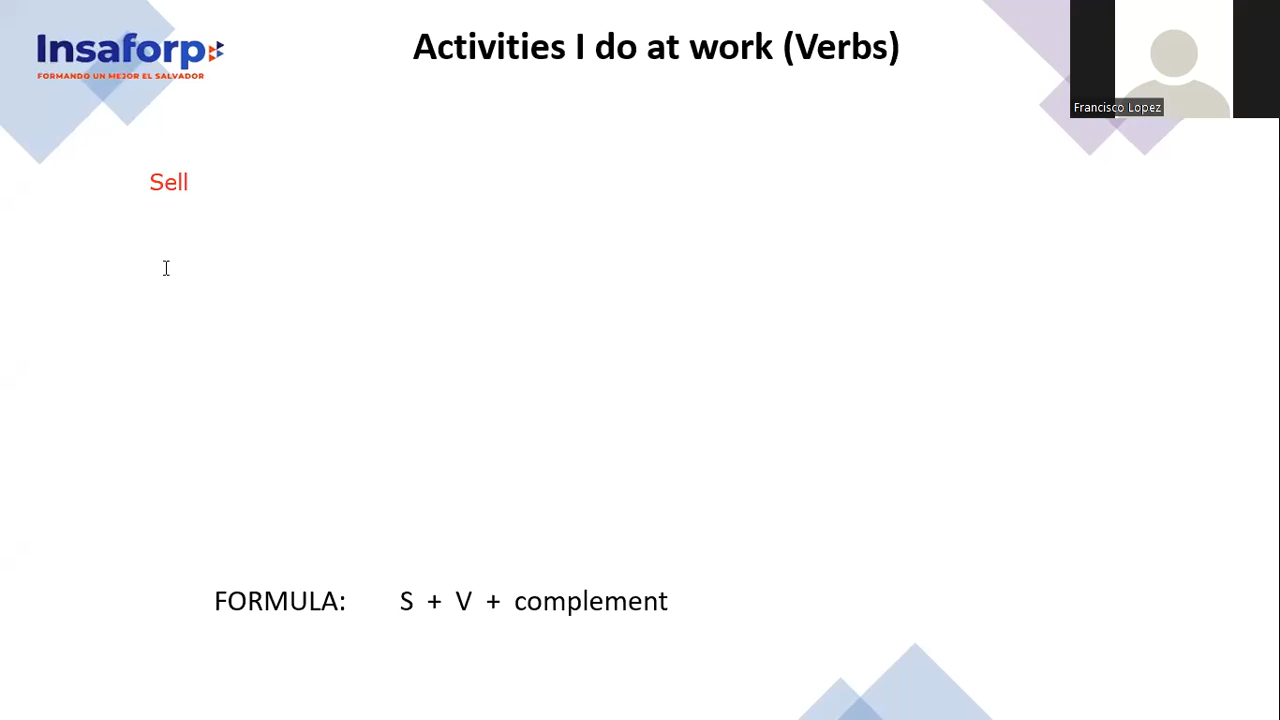 Insaforp
FORMANDO UN MEJOR EL SALVADOR
Activities I do at work (Verbs)
Francisco Lopez
Sell
FORMULA: S + V + complement